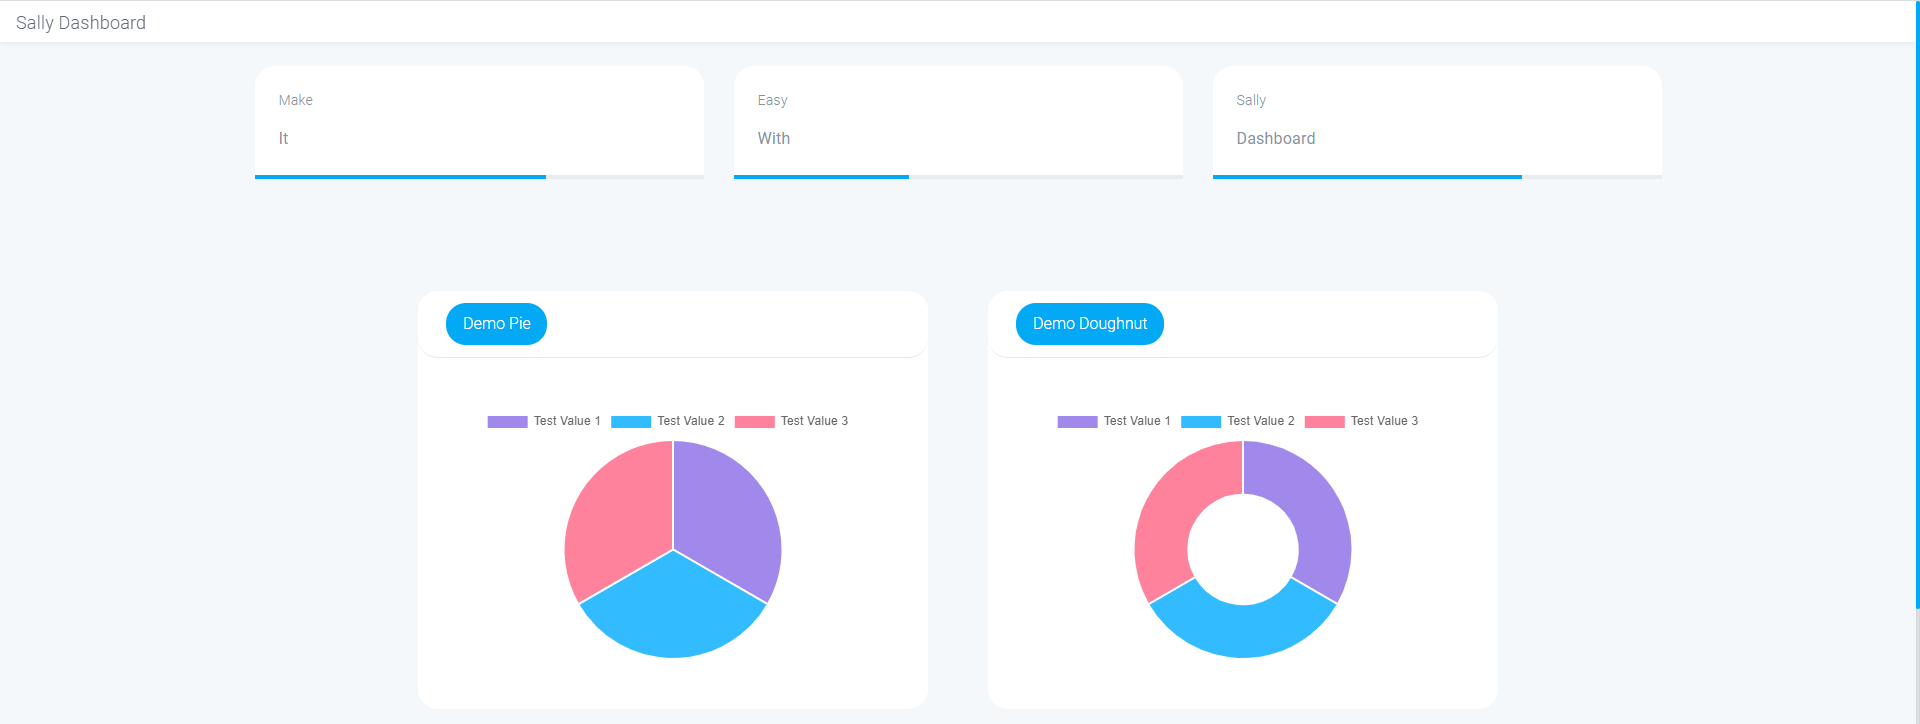 Sally Dashboard
Make
It
Easy
With
Sally
Dashboard
Demo Pie
Test Value 1 Test Value 2 Test Value 3
Demo Doughnut
Test Value 1 Test Value 2 Test Value 3